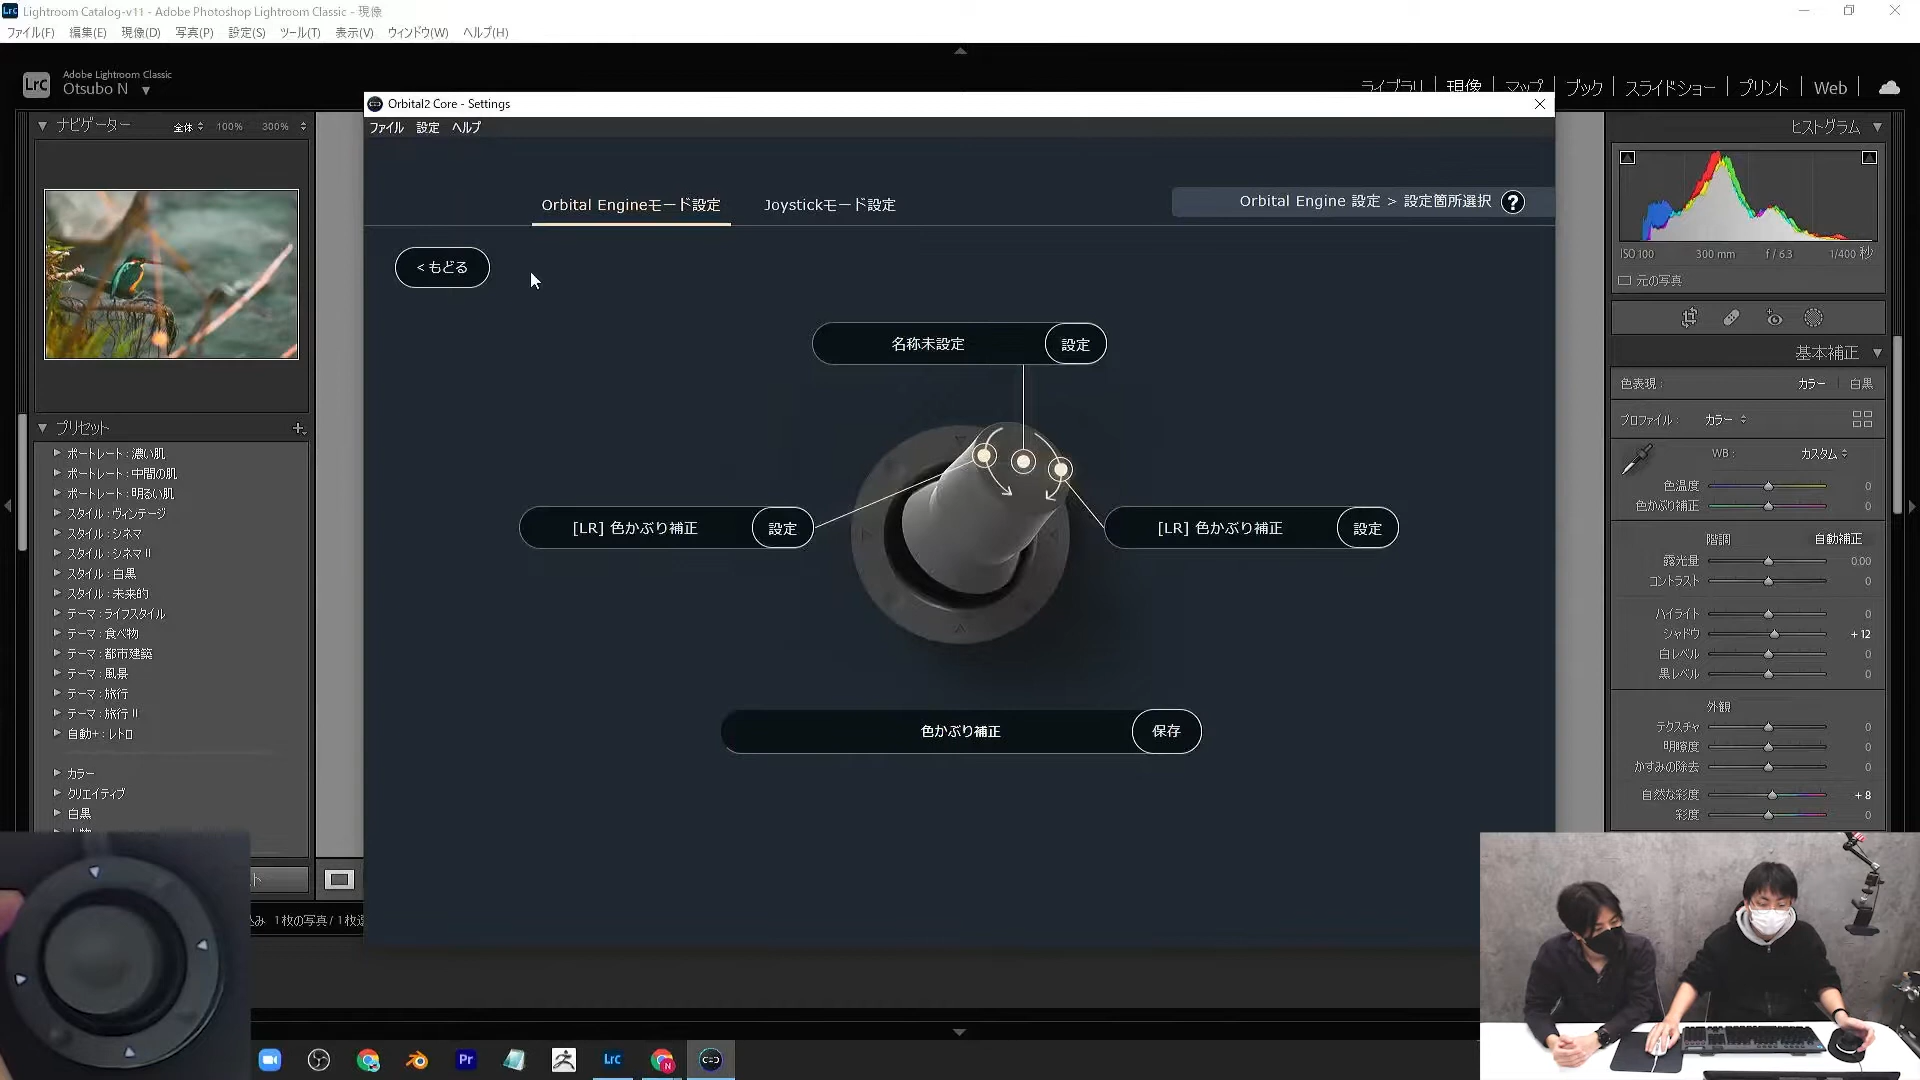 Lightroom Catalog-v11 - Adobe Photoshop Lightroom Classic - 現像
ファイル(F) 編集(E) 現像(D) 写真(P) 設定(S) ツール(T) 表示(V) ウィンドウ(W) ヘルプ(H)
LrC
Adobe Lightroom Classic
Otsubo N
ライブラリ 現像 マップ ブック スライドショー プリント Web
ナビゲーター 全体 100% 300%
プリセット
ポートレート : 濃い肌
ポートレート : 中間の肌
ポートレート : 明るい肌
スタイル : ヴィンテージ
スタイル : シネマ
スタイル : シネマ II
スタイル : 白黒
スタイル : 未来的
テーマ : ライフスタイル
テーマ : 食べ物
テーマ : 都市建築
テーマ : 風景
テーマ : 旅行
テーマ : 旅行 II
自動+ : レトロ
カラー
クリエイティブ
白黒
1 枚の写真 / 1 枚
Orbital2 Core - Settings
ファイル 設定 ヘルプ
Orbital Engineモード設定 Joystickモード設定
Orbital Engine 設定 > 設定箇所選択 ?
< もどる
名称未設定 設定
[LR] 色かぶり補正 設定
[LR] 色かぶり補正 設定
色かぶり補正 保存
ヒストグラム
ISO 100 300 mm f / 6.3 1/400 秒
元の写真
基本補正
色表現 : カラー 白黒
プロファイル : カラー
WB : カスタム
色温度 0
色かぶり補正 0
階調 自動補正
露光量 0.00
コントラスト 0
ハイライト 0
シャドウ + 12
白レベル 0
黒レベル 0
外観
テクスチャ 0
明瞭度 0
かすみの除去 0
自然な彩度 + 8
彩度 0
Pr
Lrc
N